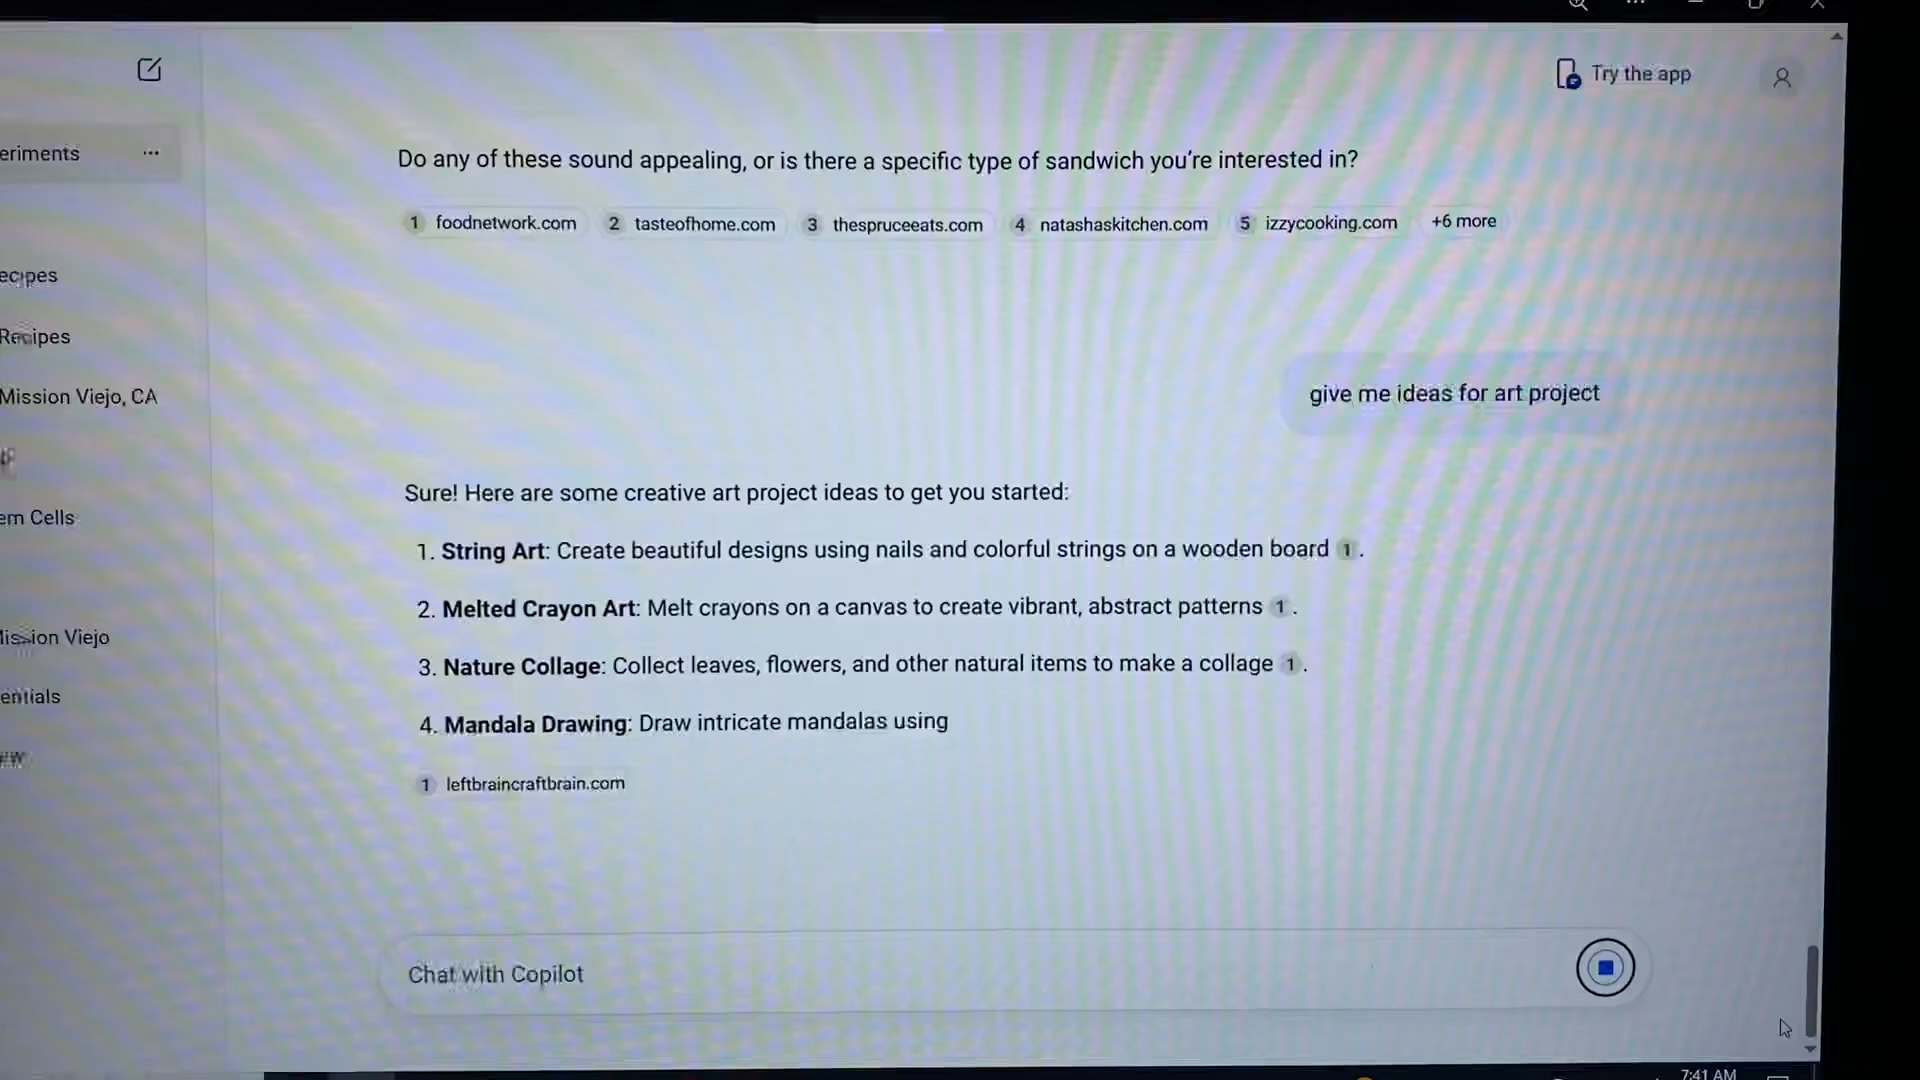 Try the app
eriments ...
Do any of these sound appealing, or is there a specific type of sandwich you're interested in?
1 foodnetwork.com 2 tasteofhome.com 3 thespruceeats.com 4 natashaskitchen.com 5 izzycooking.com +6 more
ecipes
Recipes
Mission Viejo, CA
give me ideas for art project
Sure! Here are some creative art project ideas to get you started:
em Cells
1. String Art: Create beautiful designs using nails and colorful strings on a wooden board 1.
2. Melted Crayon Art: Melt crayons on a canvas to create vibrant, abstract patterns 1.
lission Viejo
3. Nature Collage: Collect leaves, flowers, and other natural items to make a collage 1.
entials
4. Mandala Drawing: Draw intricate mandalas using
1 leftbraincraftbrain.com
Chat with Copilot
7:41 AM